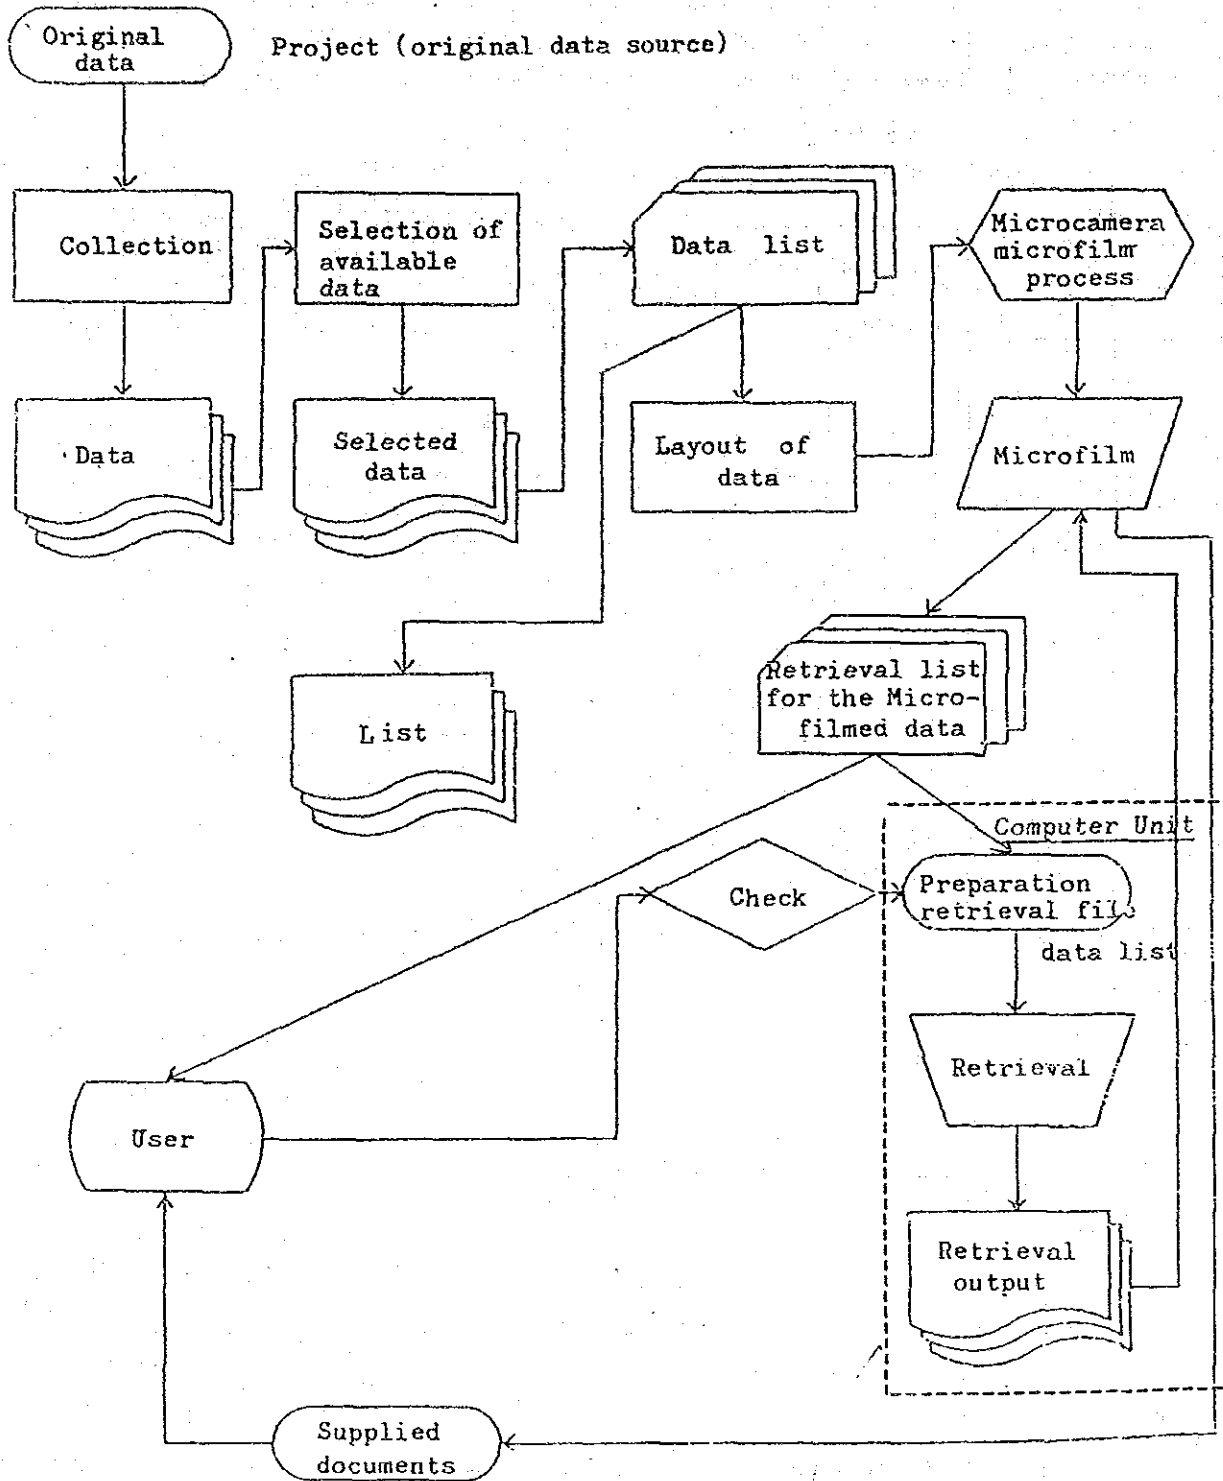 Original
data
Project (original data source)
Collection
Selection of
available
data
Data list
Microcamera
microfilm
process
Data
Selected
data
Layout of
data
Microfilm
List
Retrieval list
for the Micro-
filmed data
Computer Unit
Check
Preparation
retrieval file
data list
Retrieval
User
Retrieval
output
Supplied
documents